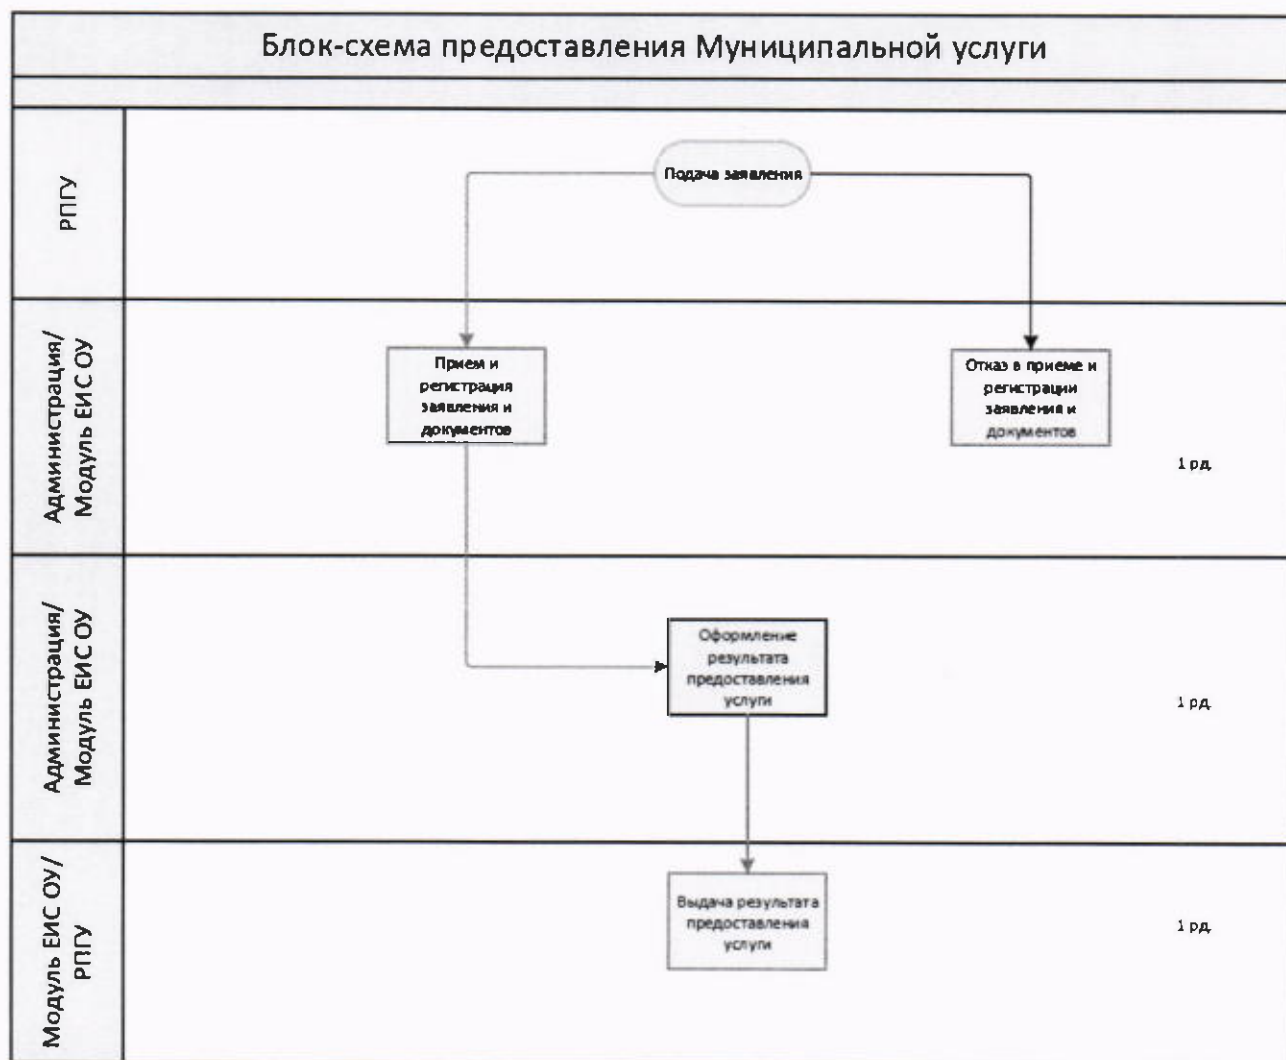 Блок-схема предоставления Муниципальной услуги
РПГУ
Подача заявления
Администрация/
Модуль ЕИС ОУ
Прием и
регистрация
заявления и
документов
Отказ в приеме и
регистрации
заявления и
документов
1 рд.
Администрация/
Модуль ЕИС ОУ
Оформление
результата
предоставления
услуги
1 рд.
Модуль ЕИС ОУ/
РПГУ
Выдача результата
предоставления
услуги
1 рд.